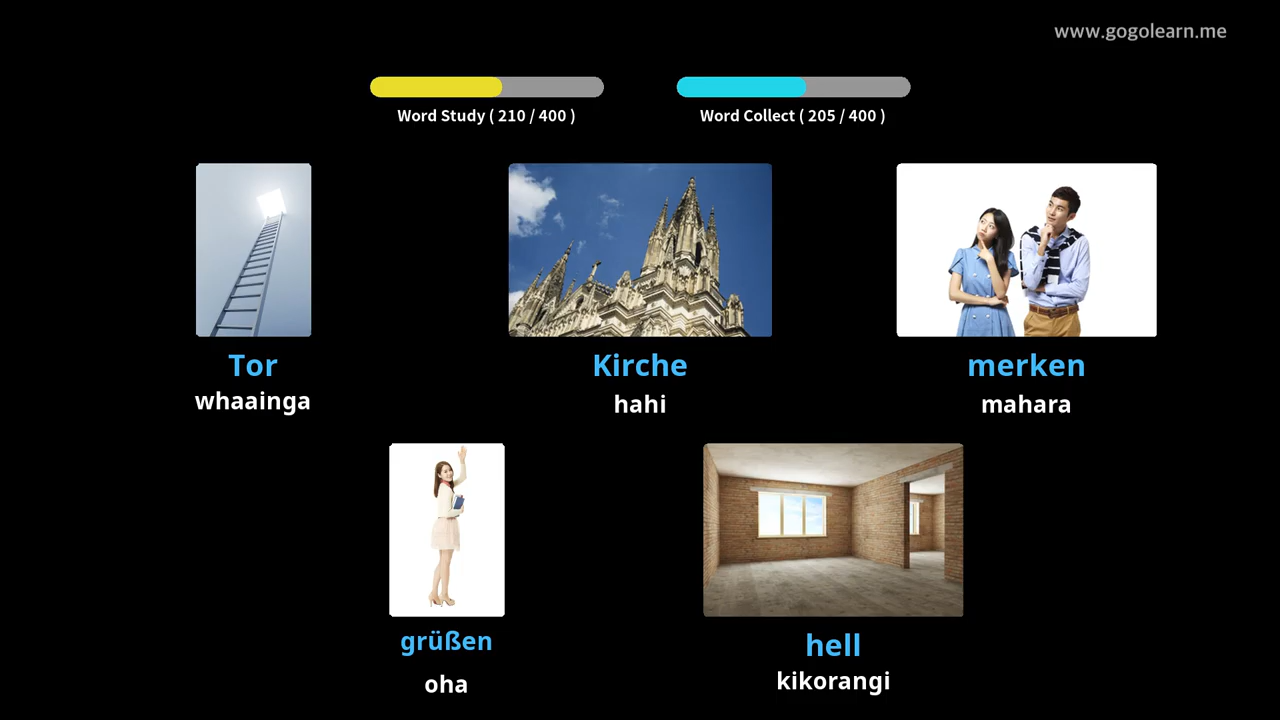 www.gogolearn.me
Word Study ( 210 / 400 )
Word Collect ( 205 / 400 )
Tor
whaainga
Kirche
hahi
merken
mahara
grüßen
oha
hell
kikorangi